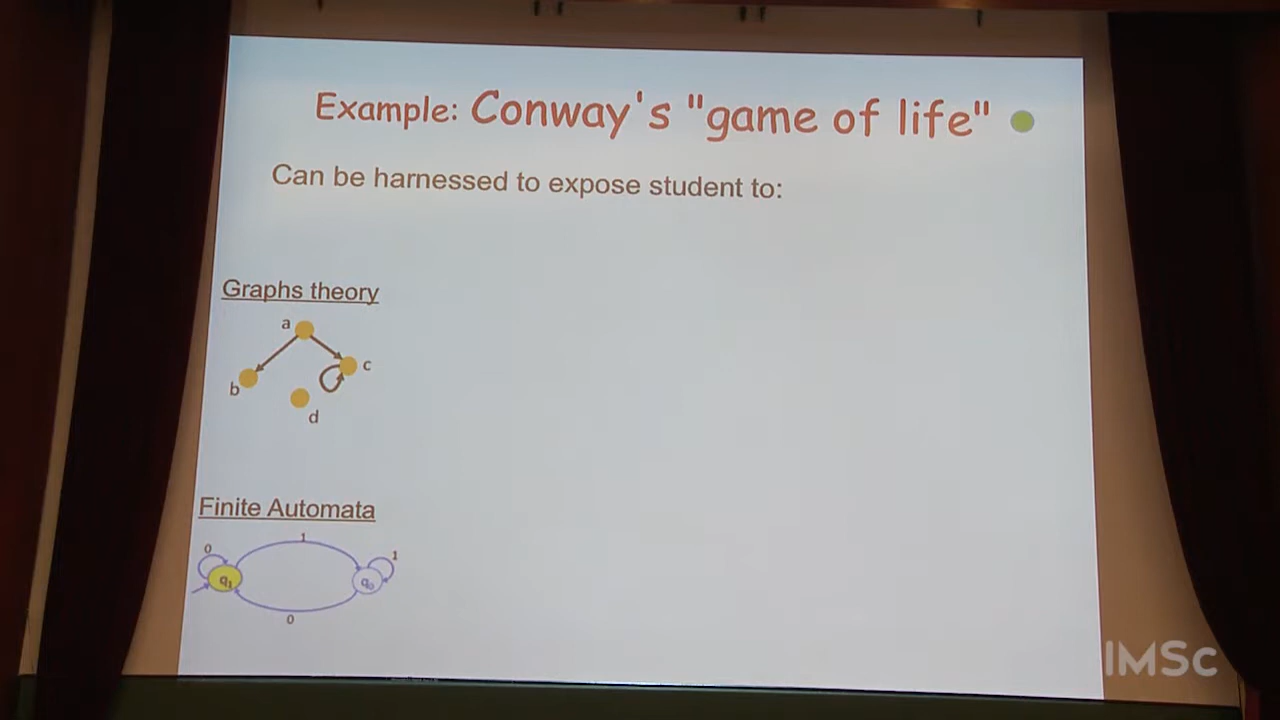 Example: Conway's "game of life"
Can be harnessed to expose student to:
Graphs theory
a
c
b
d
Finite Automata
1
0
1
q₁
q₀
0
IMSc